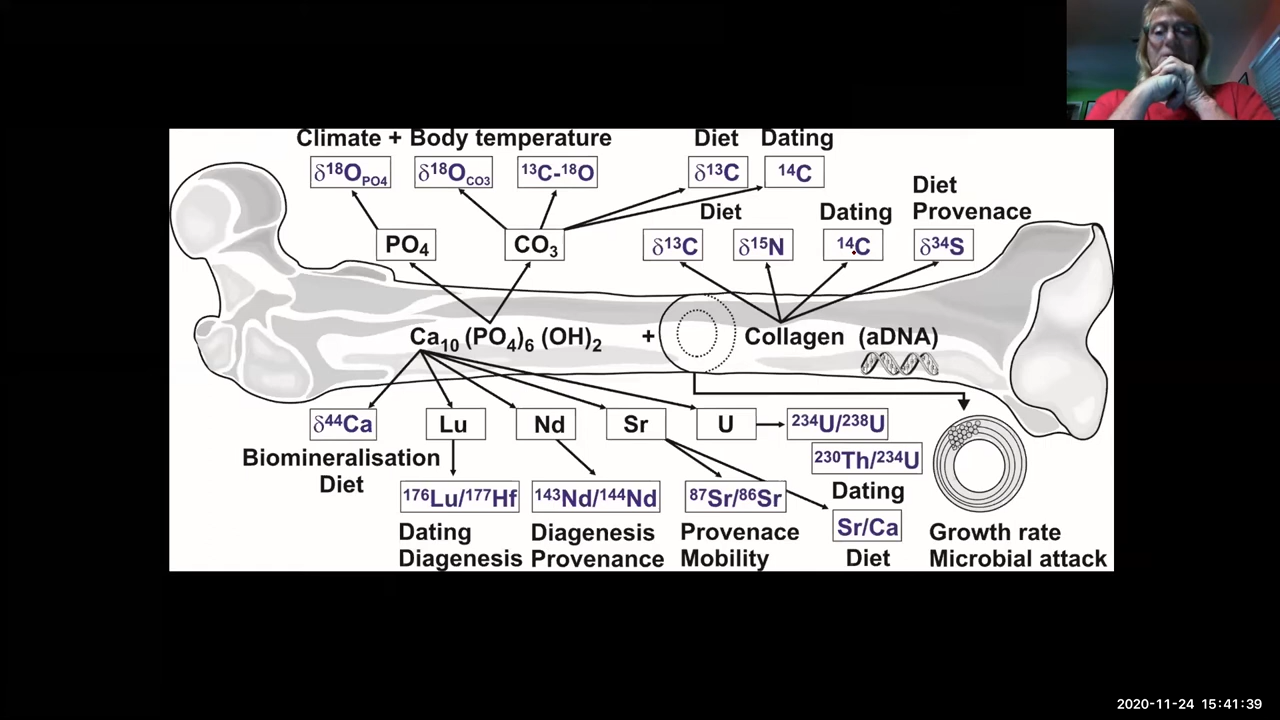 Climate + Body temperature Diet Dating
δ¹⁸O_PO4 δ¹⁸O_CO3 ¹³C-¹⁸O δ¹³C ¹⁴C
Diet
Provenace
Diet Dating
PO₄ CO₃ δ¹³C δ¹⁵N ¹⁴C δ³⁴S
Ca₁₀ (PO₄)₆ (OH)₂ + Collagen (aDNA)
δ⁴⁴Ca Lu Nd Sr U ²³⁴U/²³⁸U
Biomineralisation
Diet
²³⁰Th/²³⁴U
Dating
¹⁷⁶Lu/¹⁷⁷Hf ¹⁴³Nd/¹⁴⁴Nd ⁸⁷Sr/⁸⁶Sr
Sr/Ca
Diet
Dating
Diagenesis
Diagenesis
Provenance
Provenace
Mobility
Growth rate
Microbial attack
2020-11-24 15:41:39